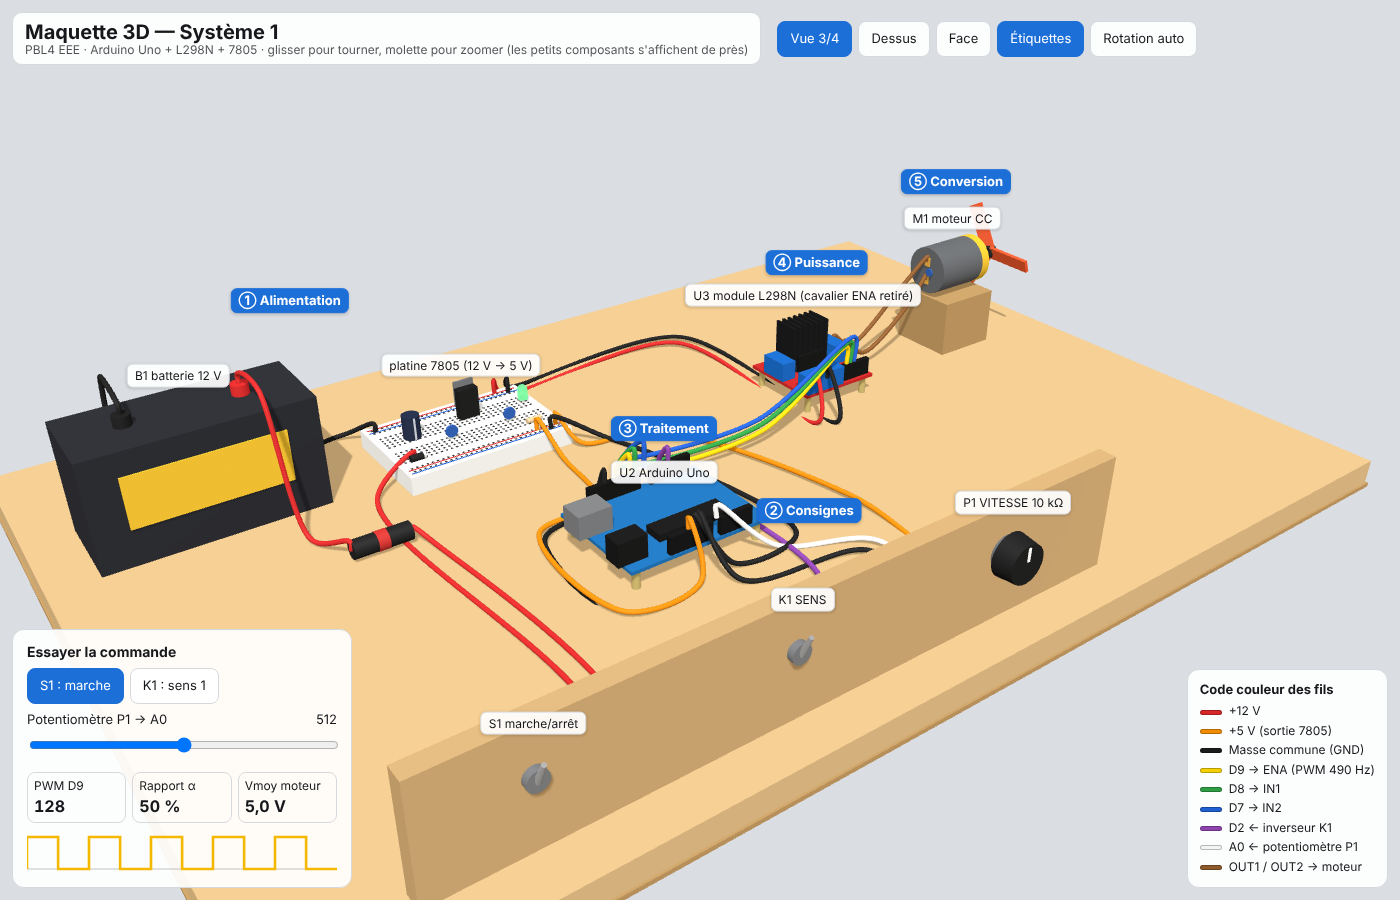 Maquette 3D — Système 1
PBL4 EEE · Arduino Uno + L298N + 7805 · glisser pour tourner, molette pour zoomer (les petits composants s'affichent de près)
Vue 3/4
Dessus
Face
Étiquettes
Rotation auto
⑤ Conversion
M1 moteur CC
④ Puissance
U3 module L298N (cavalier ENA retiré)
① Alimentation
B1 batterie 12 V
platine 7805 (12 V → 5 V)
③ Traitement
U2 Arduino Uno
② Consignes
P1 VITESSE 10 kΩ
K1 SENS
S1 marche/arrêt
Essayer la commande
S1 : marche
K1 : sens 1
Potentiomètre P1 → A0
512
PWM D9
128
Rapport α
50 %
Vmoy moteur
5,0 V
Code couleur des fils
+12 V
+5 V (sortie 7805)
Masse commune (GND)
D9 → ENA (PWM 490 Hz)
D8 → IN1
D7 → IN2
D2 ← inverseur K1
A0 ← potentiomètre P1
OUT1 / OUT2 → moteur